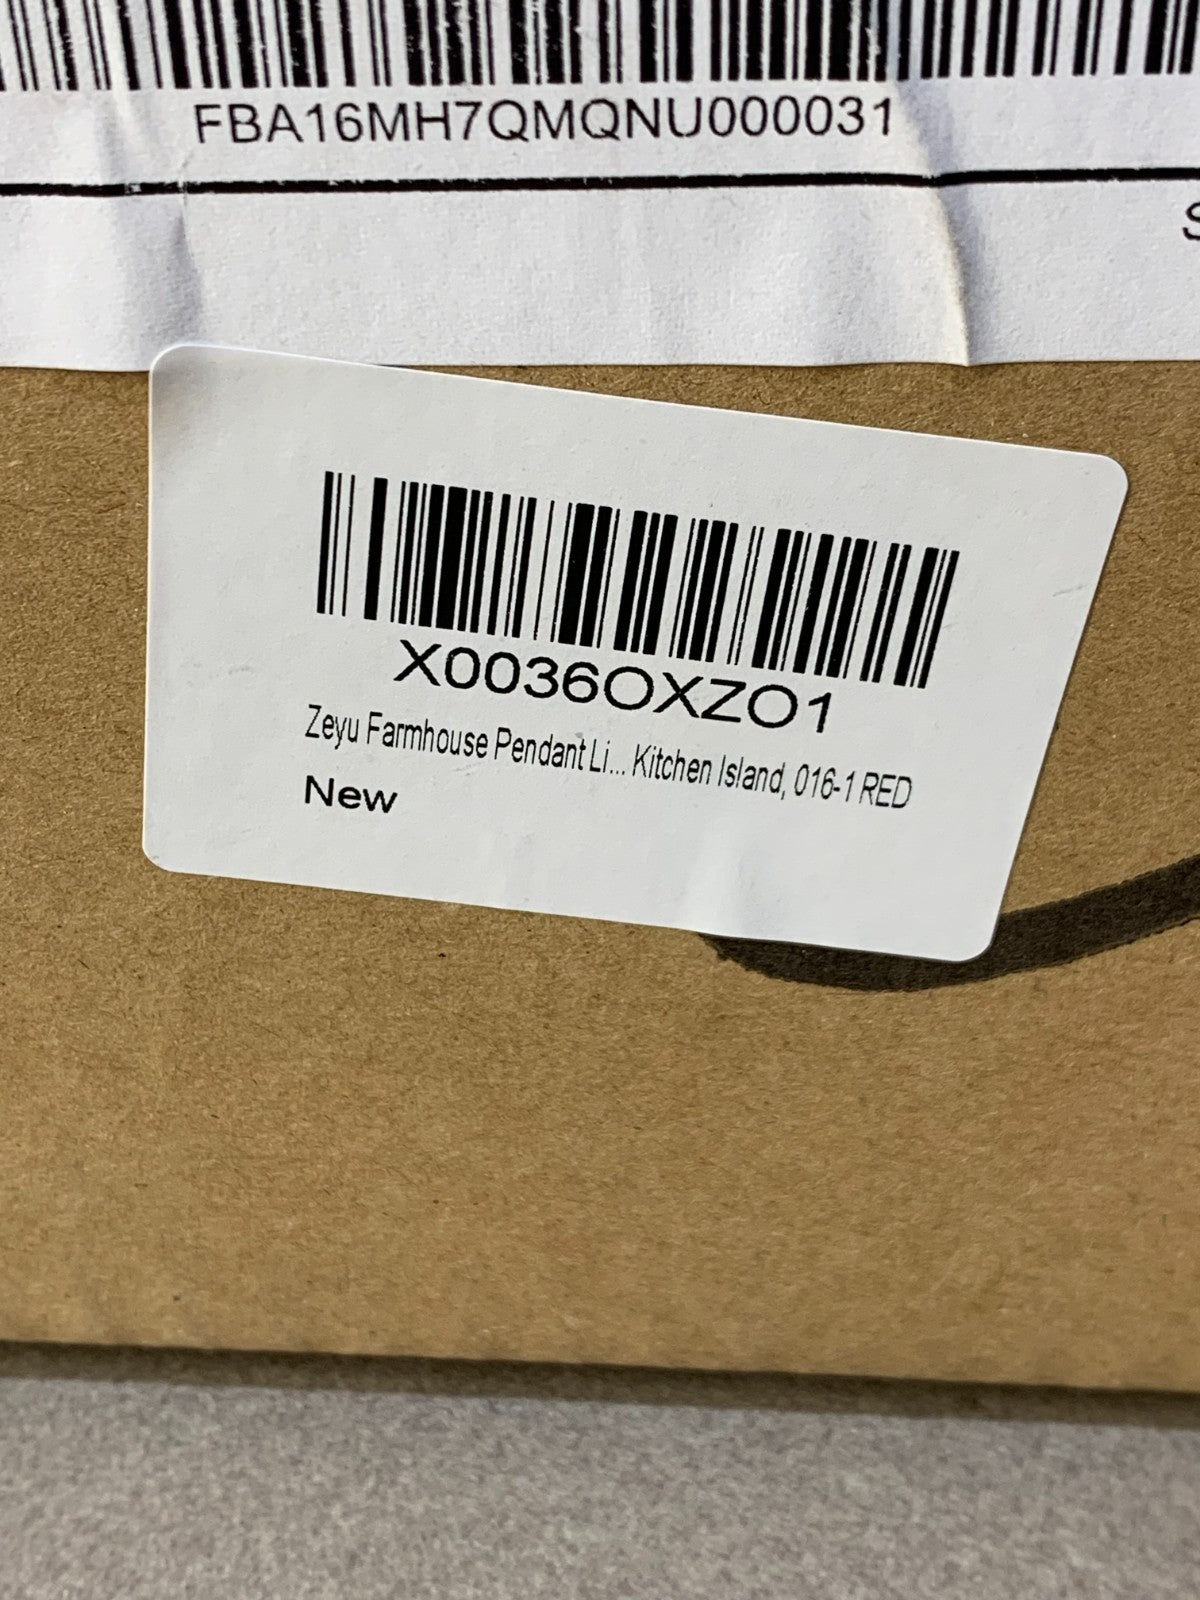 FBA16MH7QMQNU000031
S
X0036OXZO1
Zeyu Farmhouse Pendant Li... Kitchen Island, 016-1 RED
New